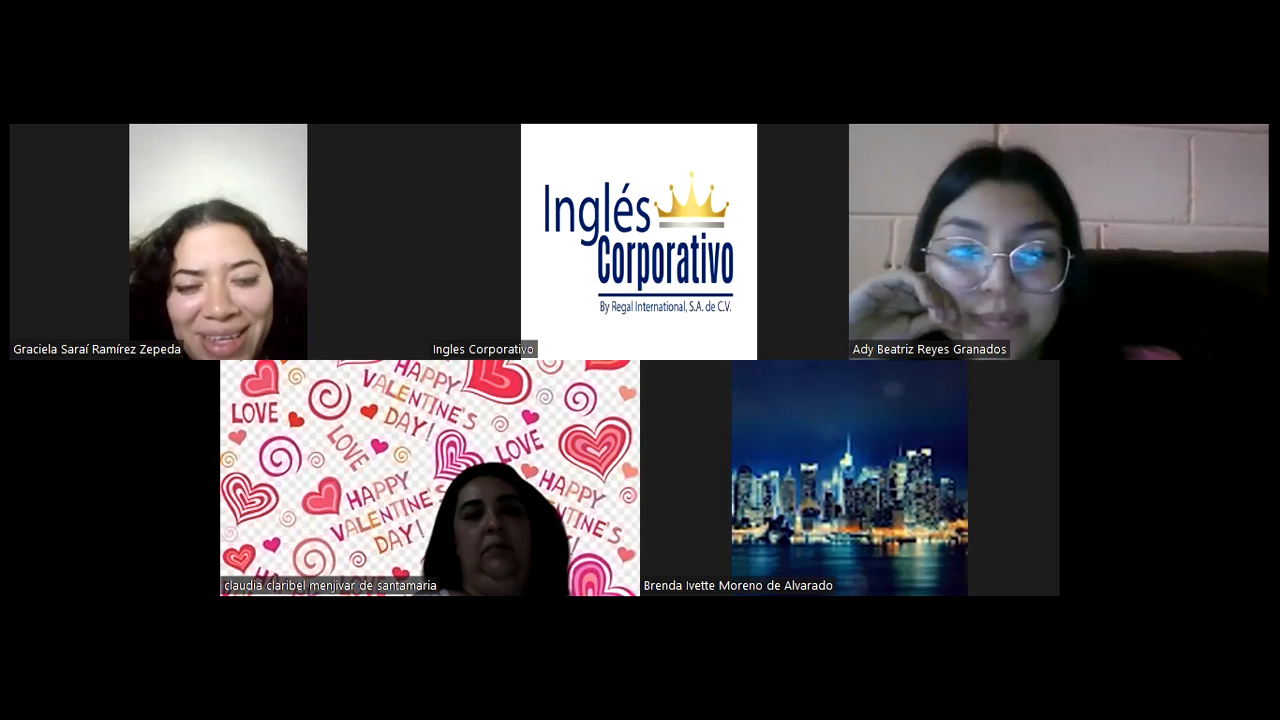 Inglés
Corporativo
By Regal International, S.A. de C.V.
Graciela Saraí Ramírez Zepeda
Ingles Corporativo
Ady Beatriz Reyes Granados
HAPPY
VALENTINE'S
DAY!
LOVE
LOVE
LOVE
HAPPY
VALENTINE'S
DAY!
HAPPY
claudia claribel menjivar de santamaria
Brenda Ivette Moreno de Alvarado